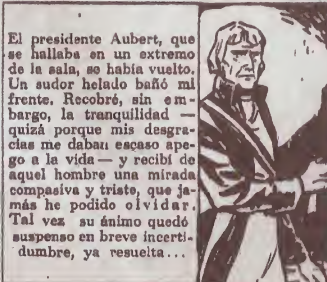 El presidente Aubert, que
se hallaba en un extremo
de la sala, se había vuelto.
Un sudor helado bañó mi
frente. Recobré, sin em-
bargo, la tranquilidad —
quizá porque mis desgra-
cias me daban escaso ape-
go a la vida — y recibí de
aquel hombre una mirada
compasiva y triste, que ja-
más he podido olvidar.
Tal vez su ánimo quedó
suspenso en breve incerti-
dumbre, ya resuelta...